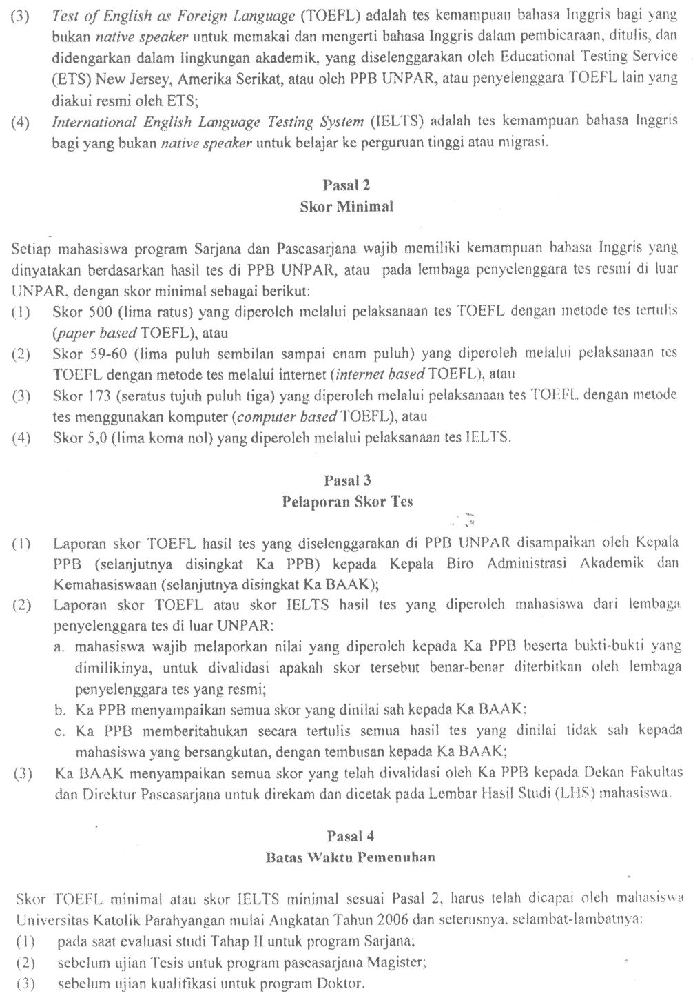 (3) Test of English as Foreign Language (TOEFL) adalah tes kemampuan bahasa Inggris bagi yang
bukan native speaker untuk memakai dan mengerti bahasa Inggris dalam pembicaraan, ditulis, dan
didengarkan dalam lingkungan akademik, yang diselenggarakan oleh Educational Testing Service
(ETS) New Jersey, Amerika Serikat, atau oleh PPB UNPAR, atau penyelenggara TOEFL lain yang
diakui resmi oleh ETS;
(4) International English Language Testing System (IELTS) adalah tes kemampuan bahasa Inggris
bagi yang bukan native speaker untuk belajar ke perguruan tinggi atau migrasi.
Pasal 2
Skor Minimal
Setiap mahasiswa program Sarjana dan Pascasarjana wajib memiliki kemampuan bahasa Inggris yang
dinyatakan berdasarkan hasil tes di PPB UNPAR, atau pada lembaga penyelenggara tes resmi di luar
UNPAR, dengan skor minimal sebagai berikut:
(1) Skor 500 (lima ratus) yang diperoleh melalui pelaksanaan tes TOEFL dengan metode tes tertulis
(paper based TOEFL), atau
(2) Skor 59-60 (lima puluh sembilan sampai enam puluh) yang diperoleh melalui pelaksanaan tes
TOEFL dengan metode tes melalui internet (internet based TOEFL), atau
(3) Skor 173 (seratus tujuh puluh tiga) yang diperoleh melalui pelaksanaan tes TOEFL dengan metode
tes menggunakan komputer (computer based TOEFL), atau
(4) Skor 5,0 (lima koma nol) yang diperoleh melalui pelaksanaan tes IELTS.
Pasal 3
Pelaporan Skor Tes
(1) Laporan skor TOEFL hasil tes yang diselenggarakan di PPB UNPAR disampaikan oleh Kepala
PPB (selanjutnya disingkat Ka PPB) kepada Kepala Biro Administrasi Akademik dan
Kemahasiswaan (selanjutnya disingkat Ka BAAK);
(2) Laporan skor TOEFL atau skor IELTS hasil tes yang diperoleh mahasiswa dari lembaga
penyelenggara tes di luar UNPAR:
a. mahasiswa wajib melaporkan nilai yang diperoleh kepada Ka PPB beserta bukti-bukti yang
dimilikinya, untuk divalidasi apakah skor tersebut benar-benar diterbitkan oleh lembaga
penyelenggara tes yang resmi;
b. Ka PPB menyampaikan semua skor yang dinilai sah kepada Ka BAAK;
c. Ka PPB memberitahukan secara tertulis semua hasil tes yang dinilai tidak sah kepada
mahasiswa yang bersangkutan, dengan tembusan kepada Ka BAAK;
(3) Ka BAAK menyampaikan semua skor yang telah divalidasi oleh Ka PPB kepada Dekan Fakultas
dan Direktur Pascasarjana untuk direkam dan dicetak pada Lembar Hasil Studi (LHS) mahasiswa.
Pasal 4
Batas Waktu Pemenuhan
Skor TOEFL minimal atau skor IELTS minimal sesuai Pasal 2, harus telah dicapai oleh mahasiswa
Universitas Katolik Parahyangan mulai Angkatan Tahun 2006 dan seterusnya, selambat-lambatnya:
(1) pada saat evaluasi studi Tahap II untuk program Sarjana;
(2) sebelum ujian Tesis untuk program pascasarjana Magister;
(3) sebelum ujian kualifikasi untuk program Doktor.